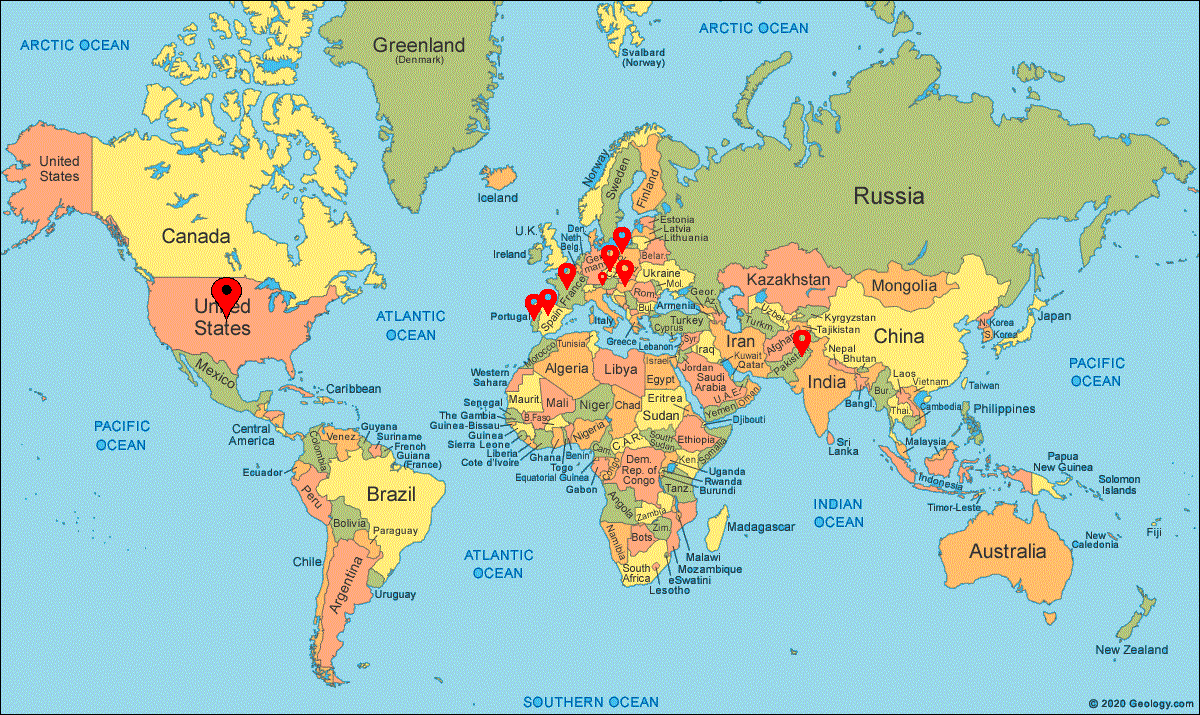 ARCTIC OCEAN
Greenland
(Denmark)
ARCTIC OCEAN
Svalbard
(Norway)
United
States
Iceland
Norway
Sweden
Finland
Russia
Canada
U.K.
Ireland
Den.
Neth.
Belg.
Estonia
Latvia
Lithuania
Belar.
Ukraine
Mol.
Rom.
Bul.
France
Spain
Portugal
Italy
Greece
Turkey
Cyprus
Lebanon
Israel
Geor.
Armenia
Az.
Kazakhstan
Mongolia
Uzbek.
Turkm.
Kyrgyzstan
Tajikistan
China
N.Korea
S.Korea
Japan
United
States
ATLANTIC
OCEAN
Mexico
Morocco
Tunisia
Algeria
Libya
Egypt
Syr.
Iraq
Iran
Kuwait
Qatar
Jordan
Saudi
Arabia
U.A.E.
Oman
Yemen
Afghan.
Pakistan
Nepal
Bhutan
India
Bangl.
Bur.
Laos
Vietnam
Thai.
Cambodia
Taiwan
Philippines
PACIFIC
OCEAN
Western
Sahara
Maurit.
Mali
Niger
Chad
Eritrea
Sudan
Djibouti
Senegal
The Gambia
Guinea-Bissau
Guinea
Sierra Leone
Liberia
Cote d'Ivoire
B.Faso
Ghana
Togo
Benin
Nigeria
Equatorial Guinea
Gabon
Cam.
C.A.R.
South
Sudan
Ethiopia
Somalia
Ken.
Uganda
Rwanda
Burundi
Congo
Dem.
Rep. of
Congo
Tanz.
Caribbean
PACIFIC
OCEAN
Central
America
Guyana
Suriname
French
Guiana
(France)
Venez.
Colombia
Ecuador
Peru
Brazil
Bolivia
Paraguay
Chile
Argentina
Uruguay
Sri
Lanka
Malaysia
Indonesia
Papua
New Guinea
Solomon
Islands
Timor-Leste
INDIAN
OCEAN
Angola
Zambia
Zim.
Namibia
Bots.
South
Africa
Madagascar
Malawi
Mozambique
eSwatini
Lesotho
ATLANTIC
OCEAN
Australia
New
Caledonia
Fiji
New Zealand
SOUTHERN OCEAN
© 2020 Geology.com